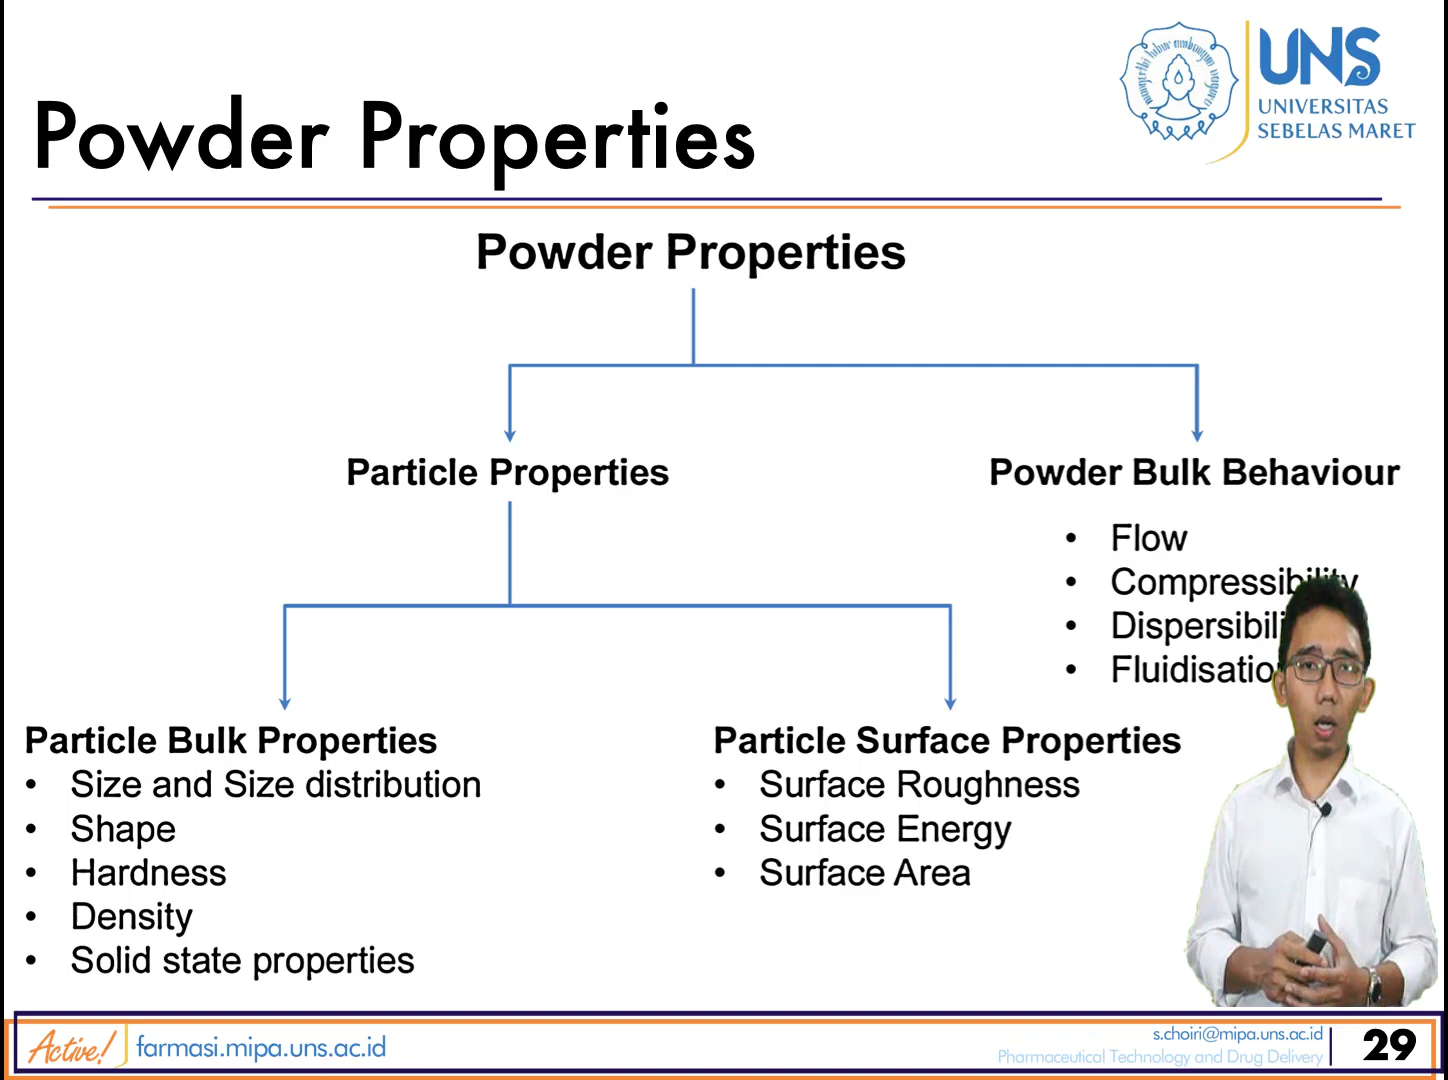 UNS
UNIVERSITAS
SEBELAS MARET
Powder Properties
Powder Properties
Particle Properties
Powder Bulk Behaviour
• Flow
• Compressibility
• Dispersibili
• Fluidisatio
Particle Bulk Properties
• Size and Size distribution
• Shape
• Hardness
• Density
• Solid state properties
Particle Surface Properties
• Surface Roughness
• Surface Energy
• Surface Area
Active!
farmasi.mipa.uns.ac.id
s.choiri@mipa.uns.ac.id
Pharmaceutical Technology and Drug Delivery
29